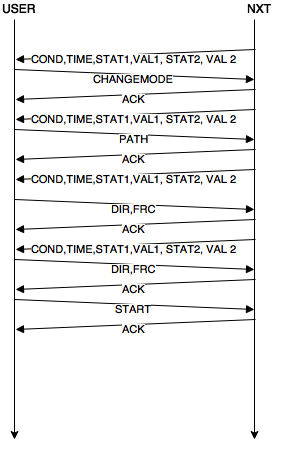 USER NXT
COND,TIME,STAT1,VAL1, STAT2, VAL 2
CHANGEMODE
ACK
COND,TIME,STAT1,VAL1, STAT2, VAL 2
PATH
ACK
COND,TIME,STAT1,VAL1, STAT2, VAL 2
DIR,FRC
ACK
COND,TIME,STAT1,VAL1, STAT2, VAL 2
DIR,FRC
ACK
START
ACK